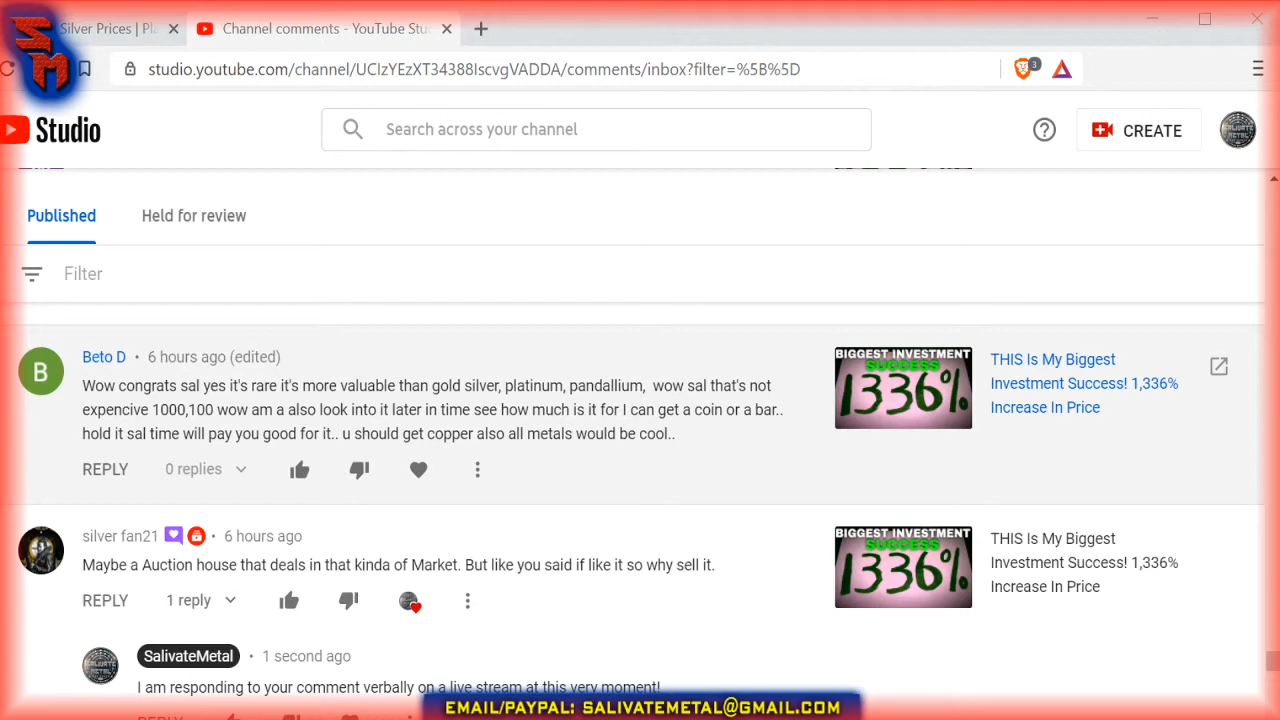 SM
Silver Prices | Pla
Channel comments - YouTube Stud
studio.youtube.com/channel/UCIzYEzXT34388IscvgVADDA/comments/inbox?filter=%5B%5D
3
Studio
Search across your channel
CREATE
SALIVATE METAL
Published
Held for review
Filter
B
Beto D • 6 hours ago (edited)
Wow congrats sal yes it's rare it's more valuable than gold silver, platinum, pandallium, wow sal that's not
expencive 1000,100 wow am a also look into it later in time see how much is it for I can get a coin or a bar..
hold it sal time will pay you good for it.. u should get copper also all metals would be cool..
REPLY 0 replies
BIGGEST INVESTMENT
SUCCESS
1336%
THIS Is My Biggest
Investment Success! 1,336%
Increase In Price
silver fan21 • 6 hours ago
Maybe a Auction house that deals in that kinda of Market. But like you said if like it so why sell it.
REPLY 1 reply
BIGGEST INVESTMENT
SUCCESS
1336%
THIS Is My Biggest
Investment Success! 1,336%
Increase In Price
SALIVATE METAL
SalivateMetal • 1 second ago
I am responding to your comment verbally on a live stream at this very moment!
EMAIL/PAYPAL: SALIVATEMETAL@GMAIL.COM